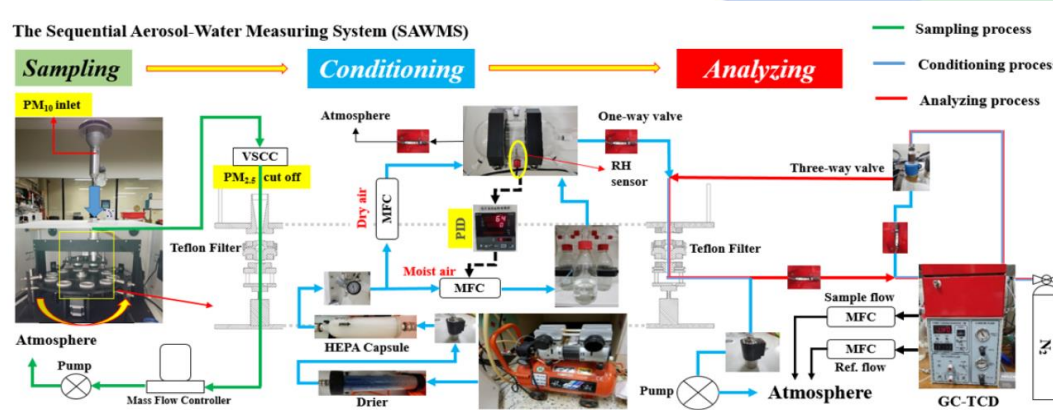 The Sequential Aerosol-Water Measuring System (SAWMS)
Sampling process
Conditioning process
Analyzing process
Sampling
Conditioning
Analyzing
PM10 inlet
VSCC
PM2.5 cut off
Teflon Filter
Atmosphere
Pump
Mass Flow Controller
Atmosphere
One-way valve
RH
sensor
Dry air
MFC
PID
64
0
Moist air
MFC
HEPA Capsule
Drier
Three-way valve
Teflon Filter
Pump
Sample flow
MFC
MFC
Ref. flow
Atmosphere
GC-TCD
N2